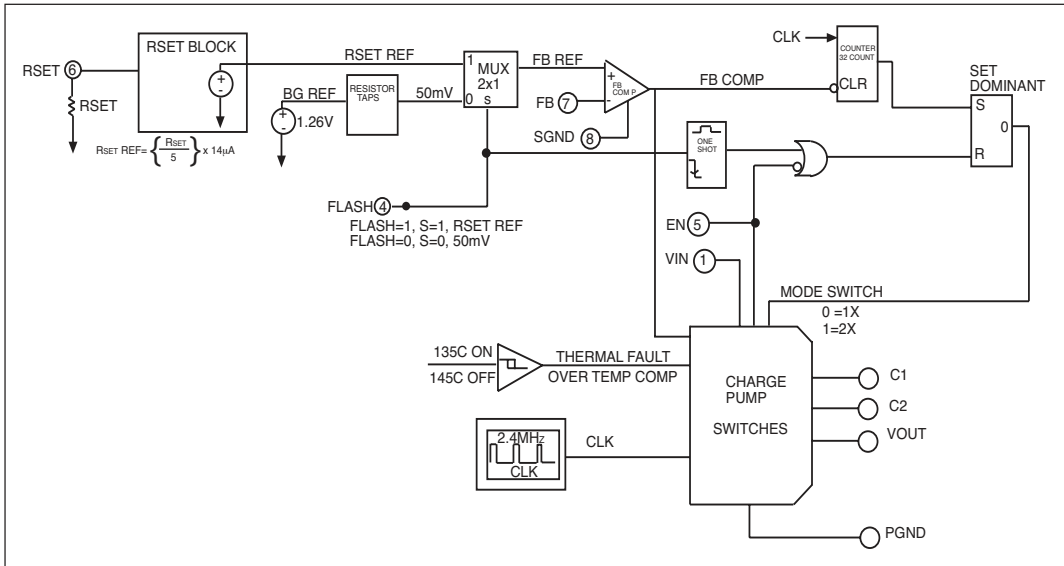 RSET BLOCK
RSET 6
RSET
+
-
RSET REF= { RSET / 5 } x 14µA
RSET REF
BG REF
+
-
1.26V
RESISTOR
TAPS
50mV
1
MUX
2x1
0
s
FB REF
FB 7
+
FB
COM P
-
SGND
8
FB COMP
CLK
COUNTER
32 COUNT
CLR
SET
DOMINANT
S
0
R
ONE
SHOT
FLASH 4
FLASH=1, S=1, RSET REF
FLASH=0, S=0, 50mV
EN 5
VIN 1
MODE SWITCH
0 =1X
1=2X
135C ON
145C OFF
THERMAL FAULT
OVER TEMP COMP
CHARGE
PUMP
SWITCHES
C1
C2
VOUT
2.4MHz
CLK
CLK
PGND